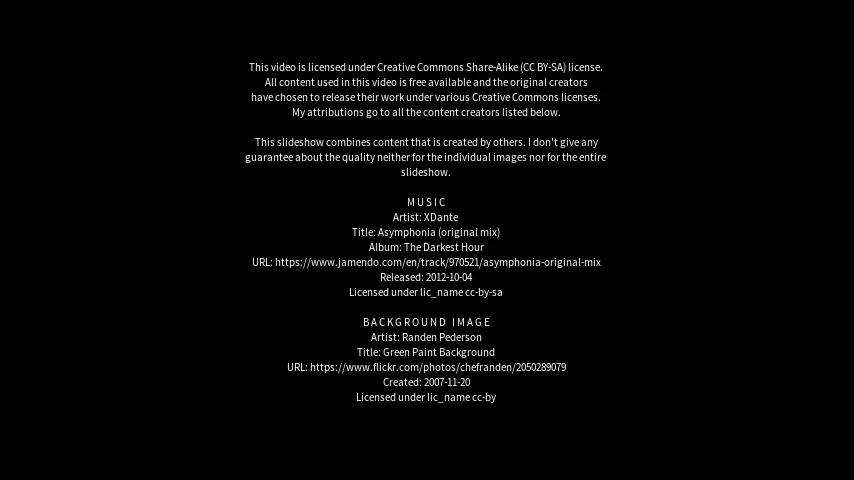 This video is licensed under Creative Commons Share-Alike (CC BY-SA) license.
All content used in this video is free available and the original creators
have chosen to release their work under various Creative Commons licenses.
My attributions go to all the content creators listed below.
This slideshow combines content that is created by others. I don't give any
guarantee about the quality neither for the individual images nor for the entire
slideshow.
MUSIC
Artist: XDante
Title: Asymphonia (original mix)
Album: The Darkest Hour
URL: https://www.jamendo.com/en/track/970521/asymphonia-original-mix
Released: 2012-10-04
Licensed under lic_name cc-by-sa
BACKGROUND IMAGE
Artist: Randen Pederson
Title: Green Paint Background
URL: https://www.flickr.com/photos/chefranden/2050289079
Created: 2007-11-20
Licensed under lic_name cc-by